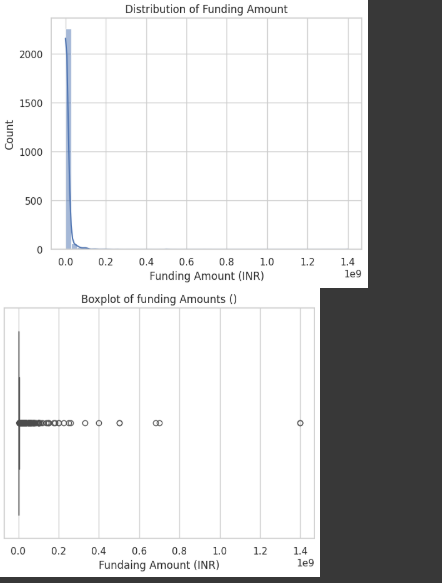 Distribution of Funding Amount
2000
1500
1000
500
0
Count
0.0 0.2 0.4 0.6 0.8 1.0 1.2 1.4
1e9
Funding Amount (INR)
Boxplot of funding Amounts ()
0.0 0.2 0.4 0.6 0.8 1.0 1.2 1.4
1e9
Fundaing Amount (INR)